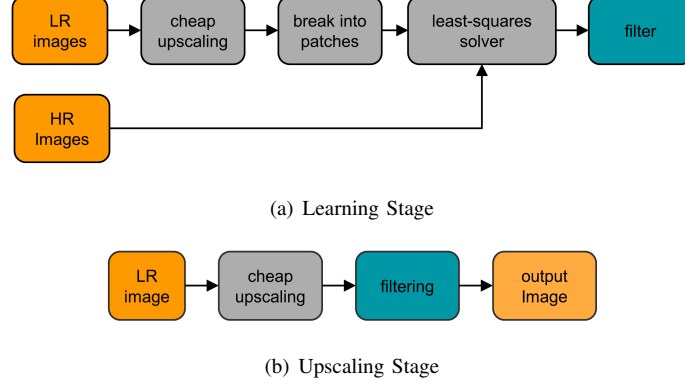 LR
images
cheap
upscaling
break into
patches
least-squares
solver
filter
HR
Images
(a) Learning Stage
LR
image
cheap
upscaling
filtering
output
Image
(b) Upscaling Stage